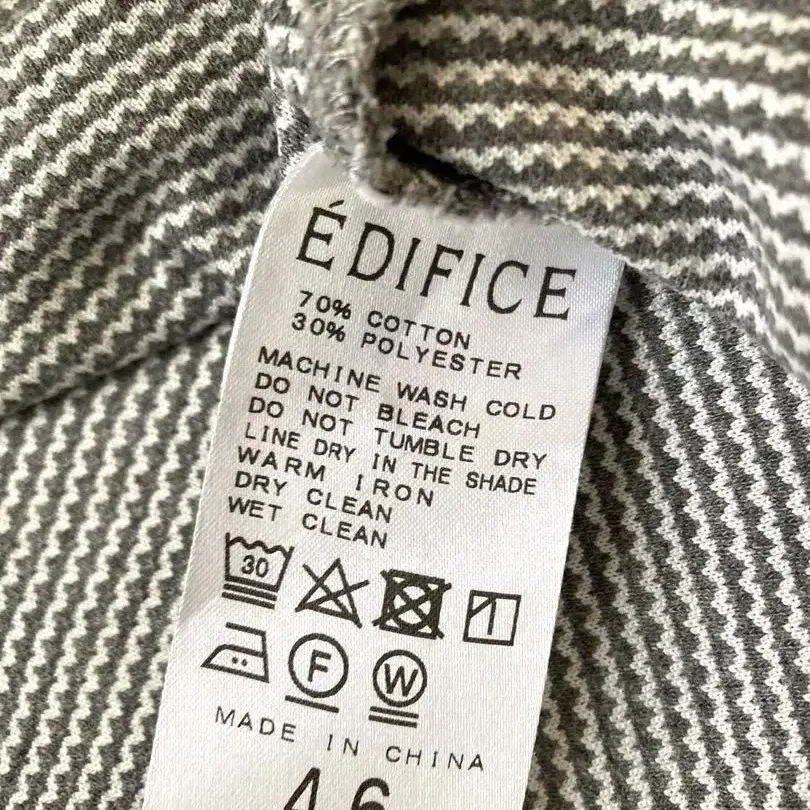 ÉDIFICE
70% COTTON
30% POLYESTER
MACHINE WASH COLD
DO NOT BLEACH
DO NOT TUMBLE DRY
LINE DRY IN THE SHADE
WARM IRON
DRY CLEAN
WET CLEAN
30
F W
MADE IN CHINA
46